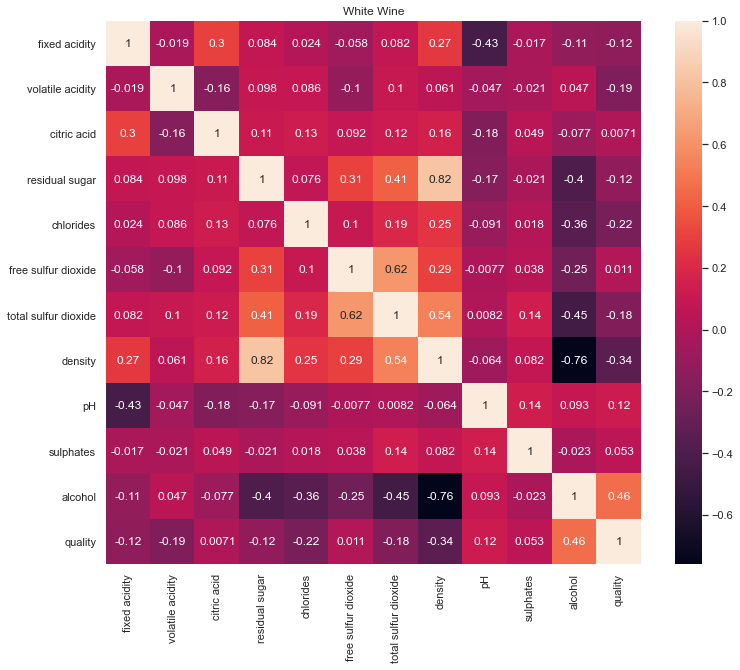 White Wine
fixed acidity 1 -0.019 0.3 0.084 0.024 -0.058 0.082 0.27 -0.43 -0.017 -0.11 -0.12
volatile acidity -0.019 1 -0.16 0.098 0.086 -0.1 0.1 0.061 -0.047 -0.021 0.047 -0.19
citric acid 0.3 -0.16 1 0.11 0.13 0.092 0.12 0.16 -0.18 0.049 -0.077 0.0071
residual sugar 0.084 0.098 0.11 1 0.076 0.31 0.41 0.82 -0.17 -0.021 -0.4 -0.12
chlorides 0.024 0.086 0.13 0.076 1 0.1 0.19 0.25 -0.091 0.018 -0.36 -0.22
free sulfur dioxide -0.058 -0.1 0.092 0.31 0.1 1 0.62 0.29 -0.0077 0.038 -0.25 0.011
total sulfur dioxide 0.082 0.1 0.12 0.41 0.19 0.62 1 0.54 0.0082 0.14 -0.45 -0.18
density 0.27 0.061 0.16 0.82 0.25 0.29 0.54 1 -0.064 0.082 -0.76 -0.34
pH -0.43 -0.047 -0.18 -0.17 -0.091 -0.0077 0.0082 -0.064 1 0.14 0.093 0.12
sulphates -0.017 -0.021 0.049 -0.021 0.018 0.038 0.14 0.082 0.14 1 -0.023 0.053
alcohol -0.11 0.047 -0.077 -0.4 -0.36 -0.25 -0.45 -0.76 0.093 -0.023 1 0.46
quality -0.12 -0.19 0.0071 -0.12 -0.22 0.011 -0.18 -0.34 0.12 0.053 0.46 1
fixed acidity
volatile acidity
citric acid
residual sugar
chlorides
free sulfur dioxide
total sulfur dioxide
density
pH
sulphates
alcohol
quality
1.0
0.8
0.6
0.4
0.2
0.0
−0.2
−0.4
−0.6